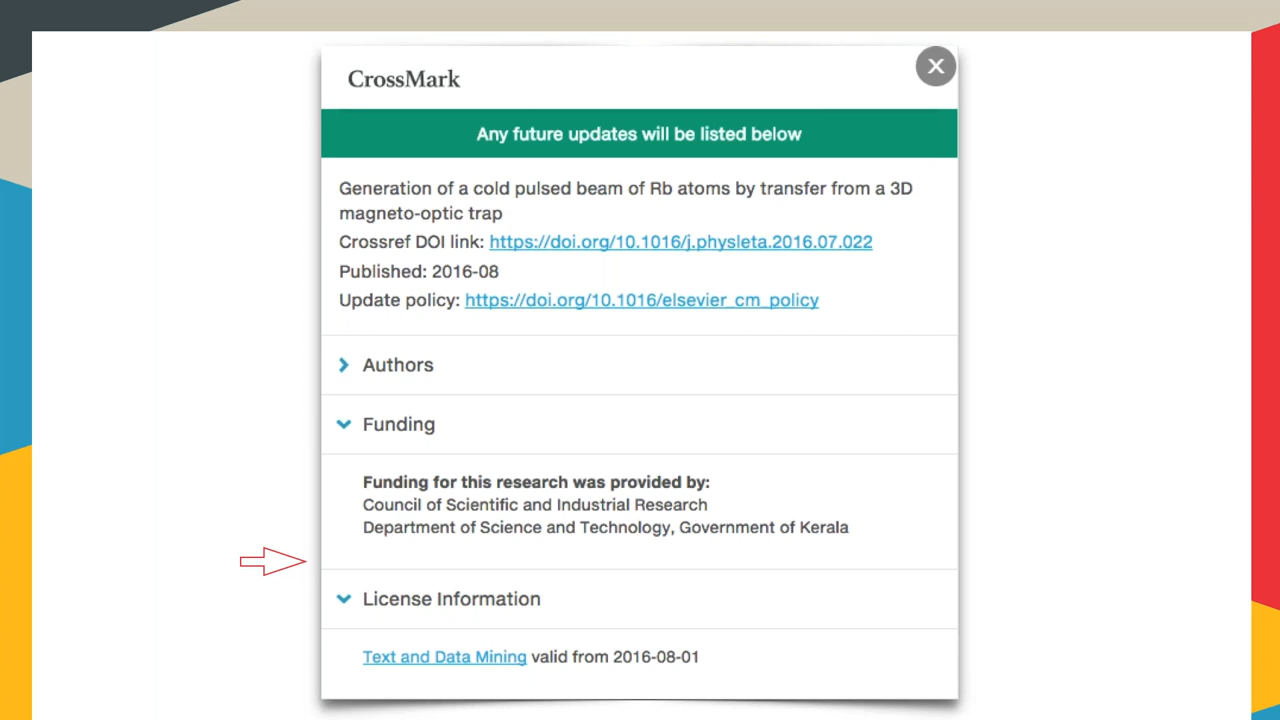 CrossMark
Any future updates will be listed below
Generation of a cold pulsed beam of Rb atoms by transfer from a 3D
magneto-optic trap
Crossref DOI link: https://doi.org/10.1016/j.physleta.2016.07.022
Published: 2016-08
Update policy: https://doi.org/10.1016/elsevier_cm_policy
Authors
Funding
Funding for this research was provided by:
Council of Scientific and Industrial Research
Department of Science and Technology, Government of Kerala
License Information
Text and Data Mining valid from 2016-08-01